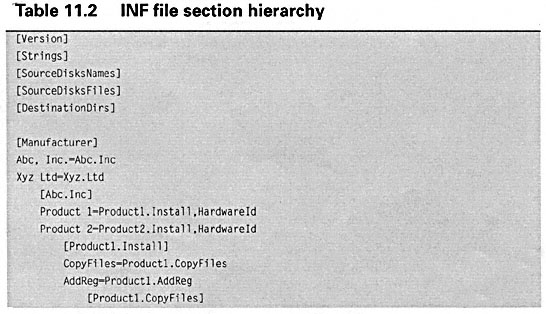 Table 11.2 INF file section hierarchy
[Version]
[Strings]
[SourceDisksNames]
[SourceDisksFiles]
[DestinationDirs]
[Manufacturer]
Abc, Inc.=Abc.Inc
Xyz Ltd=Xyz.Ltd
[Abc.Inc]
Product 1=Product1.Install,HardwareId
Product 2=Product2.Install,HardwareId
[Product1.Install]
CopyFiles=Product1.CopyFiles
AddReg=Product1.AddReg
[Product1.CopyFiles]